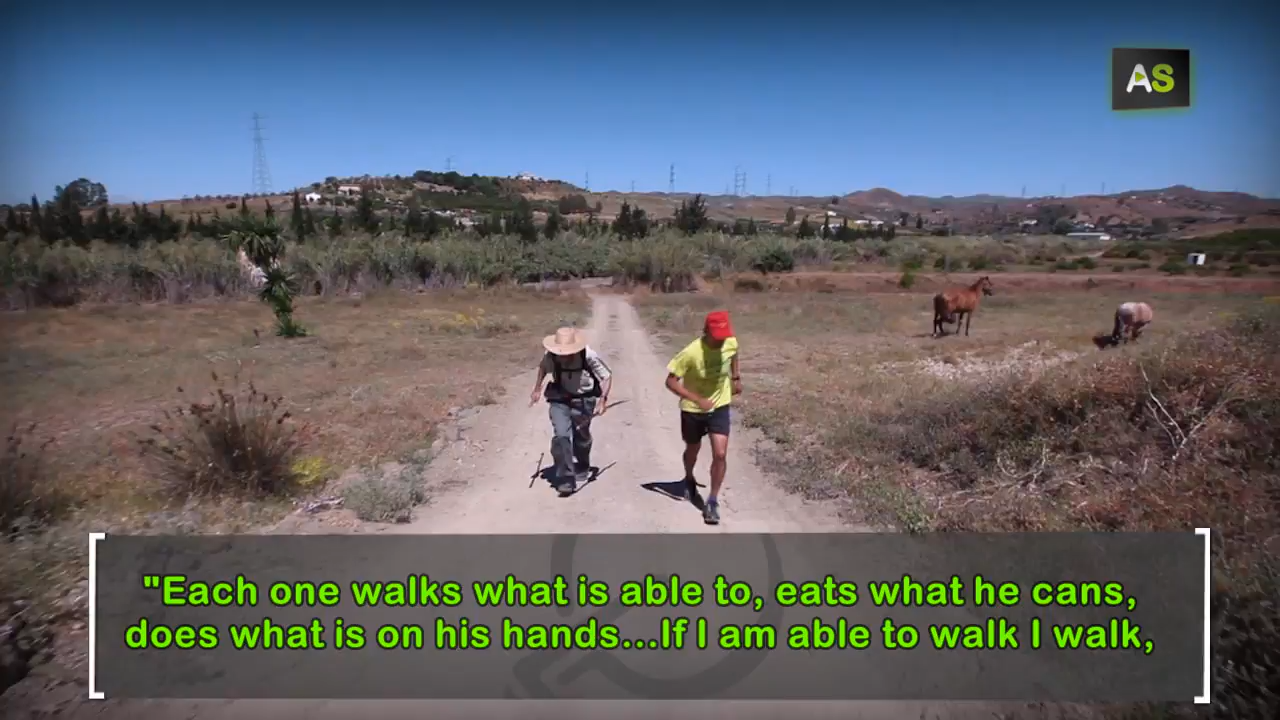 AS
"Each one walks what is able to, eats what he cans,
does what is on his hands...If I am able to walk I walk,